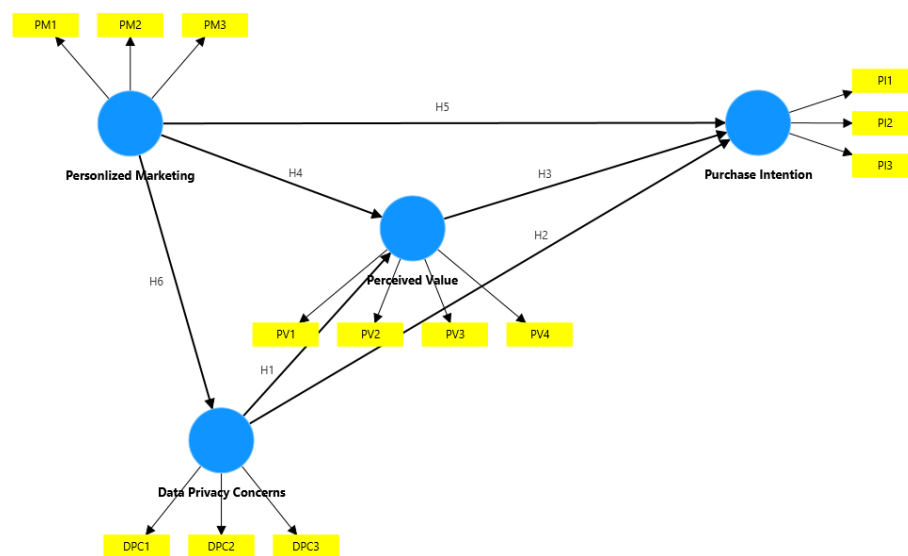 PM1
PM2
PM3
Personlized Marketing
H5
Purchase Intention
PI1
PI2
PI3
H4
H3
H2
H6
Perceived Value
PV1
PV2
PV3
PV4
H1
Data Privacy Concerns
DPC1
DPC2
DPC3